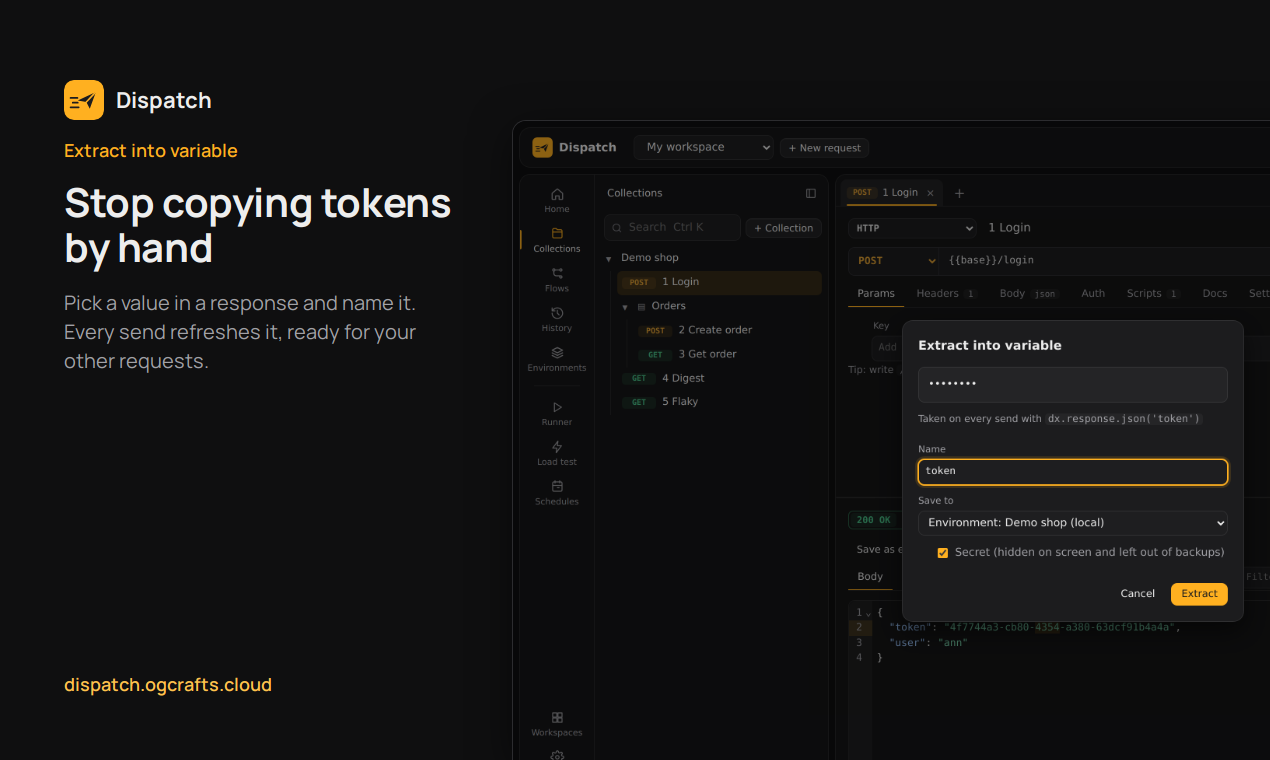 Dispatch
Extract into variable
Stop copying tokens
by hand
Pick a value in a response and name it.
Every send refreshes it, ready for your
other requests.
dispatch.ogcrafts.cloud
Dispatch
My workspace
+ New request
Home
Collections
Flows
History
Environments
Runner
Load test
Schedules
Workspaces
Collections
Search Ctrl K
+ Collection
Demo shop
POST 1 Login
Orders
POST 2 Create order
GET 3 Get order
GET 4 Digest
GET 5 Flaky
POST 1 Login × +
HTTP 1 Login
POST {{base}}/login
Params Headers 1 Body json Auth Scripts 1 Docs Sett
Key
Add
Tip: write
Extract into variable
••••••••
Taken on every send with dx.response.json('token')
Name
token
Save to
Environment: Demo shop (local)
Secret (hidden on screen and left out of backups)
Cancel Extract
200 OK
Save as e
Body
Filt
1 {
2 "token": "4f7744a3-cb80-4354-a380-63dcf91b4a4a",
3 "user": "ann"
4 }